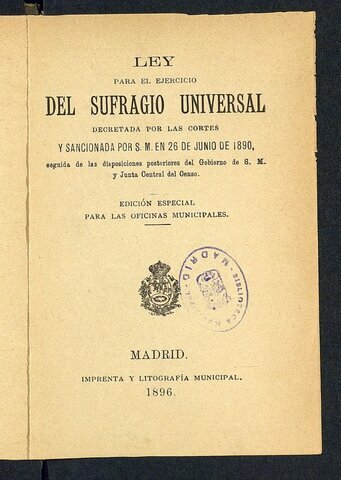 LEY
PARA EL EJERCICIO
DEL SUFRAGIO UNIVERSAL
DECRETADA POR LAS CORTES
Y SANCIONADA POR S. M. EN 26 DE JUNIO DE 1890,
seguida de las disposiciones posteriores del Gobierno de S. M.
y Junta Central del Censo.
EDICIÓN ESPECIAL
PARA LAS OFICINAS MUNICIPALES.
BIBLIOTECA
MADRID
MADRID.
IMPRENTA Y LITOGRAFÍA MUNICIPAL.
1896.